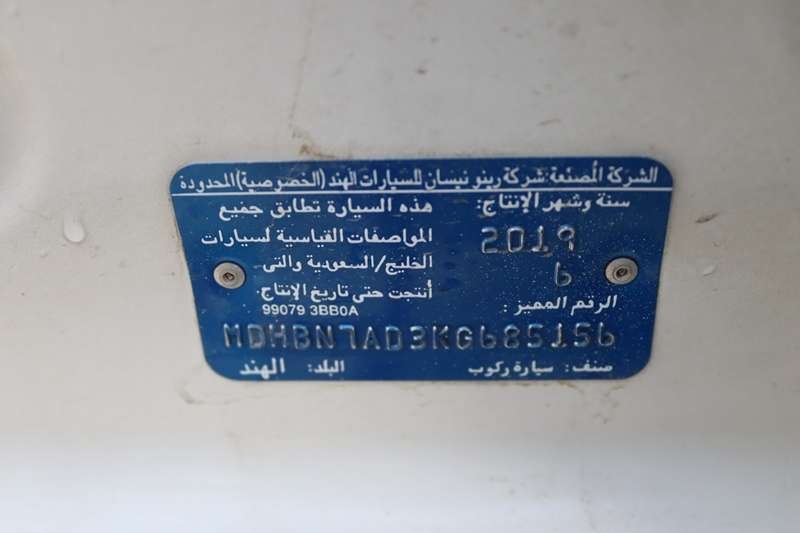 الشركة المصنعة شركة رينو نيسان للسيارات الهند (الخصوصية) المحدودة
سنة وشهر الإنتاج:
2019
6
هذه السيارة تطابق جميع
المواصفات القياسية لسيارات
الخليج/السعودية والتى
أنتجت حتى تاريخ الإنتاج
99079 3BB0A
الرقم المميز :
MDHBN7AD3KG685156
صنف: سيارة ركوب
البلد: الهند